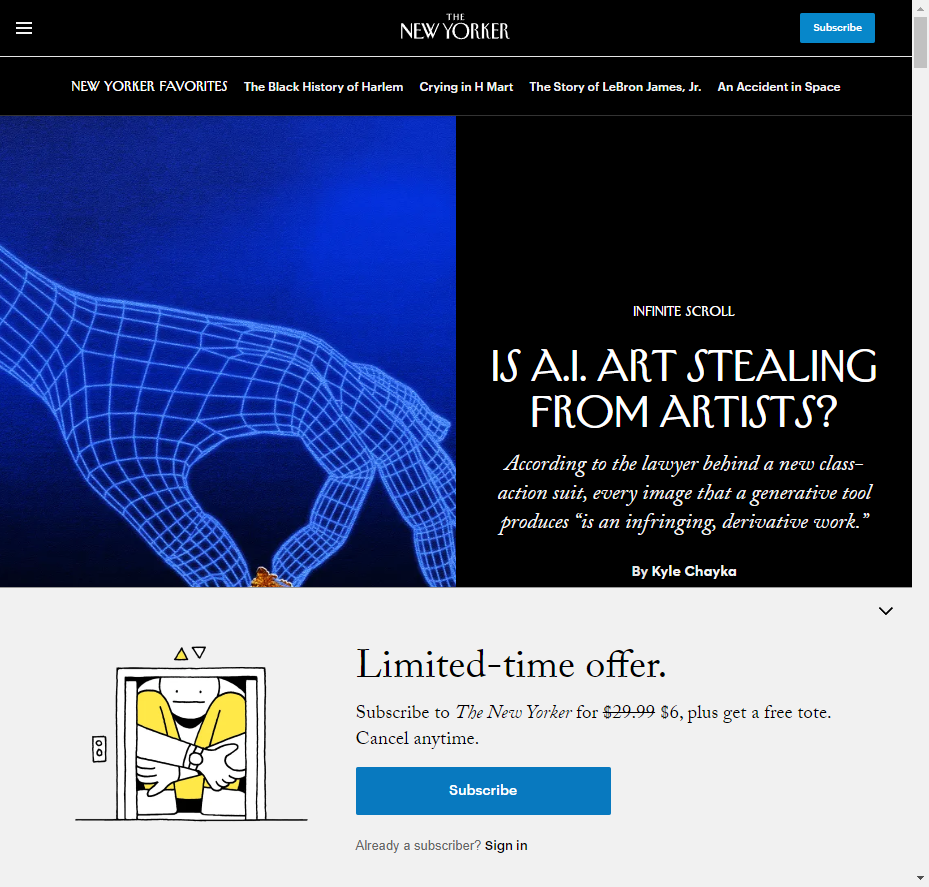 THE
NEW YORKER
Subscribe
NEW YORKER FAVORITES The Black History of Harlem Crying in H Mart The Story of LeBron James, Jr. An Accident in Space
INFINITE SCROLL
IS A.I. ART STEALING
FROM ARTISTS?
According to the lawyer behind a new class-
action suit, every image that a generative tool
produces “is an infringing, derivative work.”
By Kyle Chayka
Limited-time offer.
Subscribe to The New Yorker for $29.99 $6, plus get a free tote.
Cancel anytime.
Subscribe
Already a subscriber? Sign in